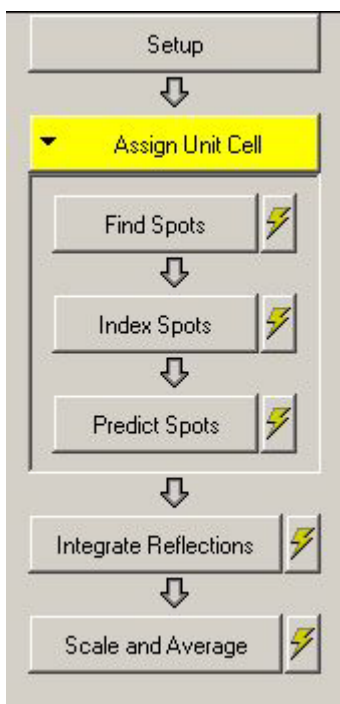 Setup
Assign Unit Cell
Find Spots
Index Spots
Predict Spots
Integrate Reflections
Scale and Average